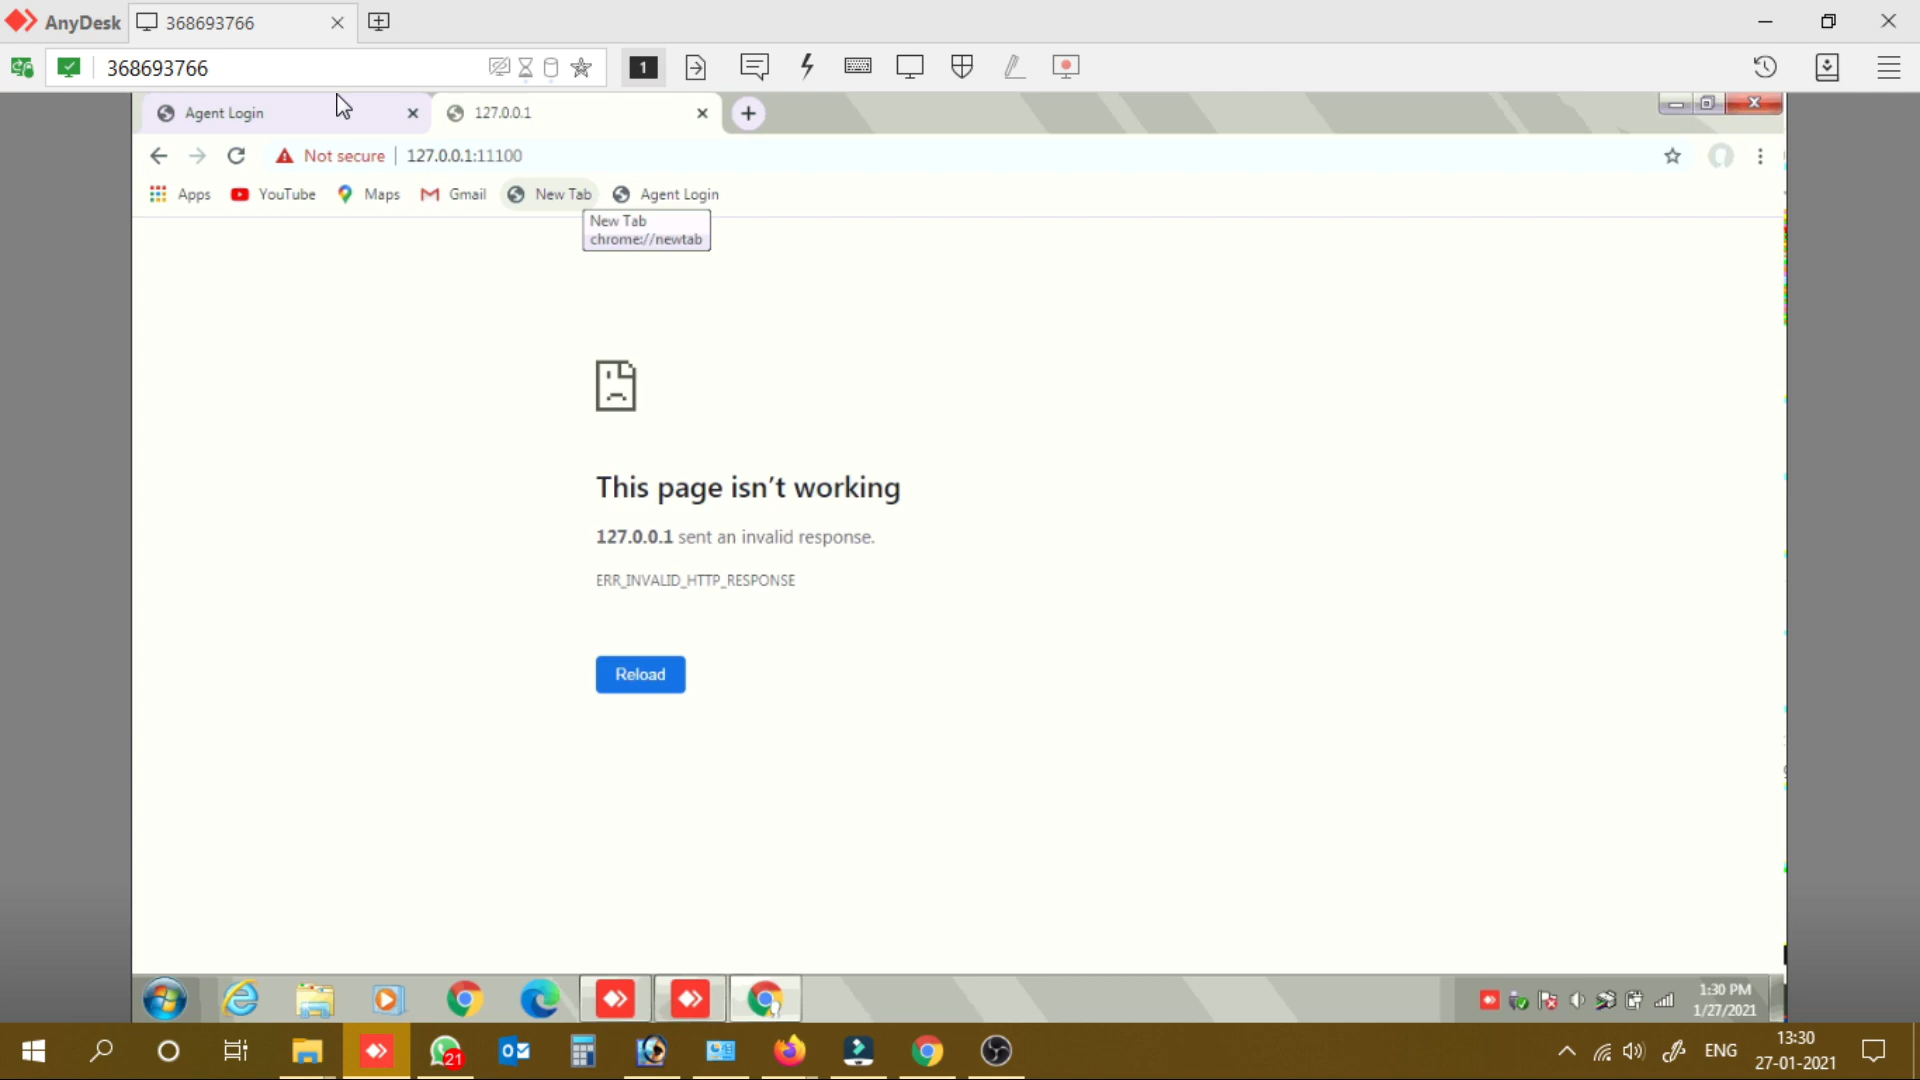 AnyDesk
368693766
368693766
1
Agent Login
127.0.0.1
Not secure
127.0.0.1:11100
Apps
YouTube
Maps
Gmail
New Tab
Agent Login
New Tab
chrome://newtab
This page isn't working
127.0.0.1 sent an invalid response.
ERR_INVALID_HTTP_RESPONSE
Reload
1:30 PM
1/27/2021
21
ENG
13:30
27-01-2021